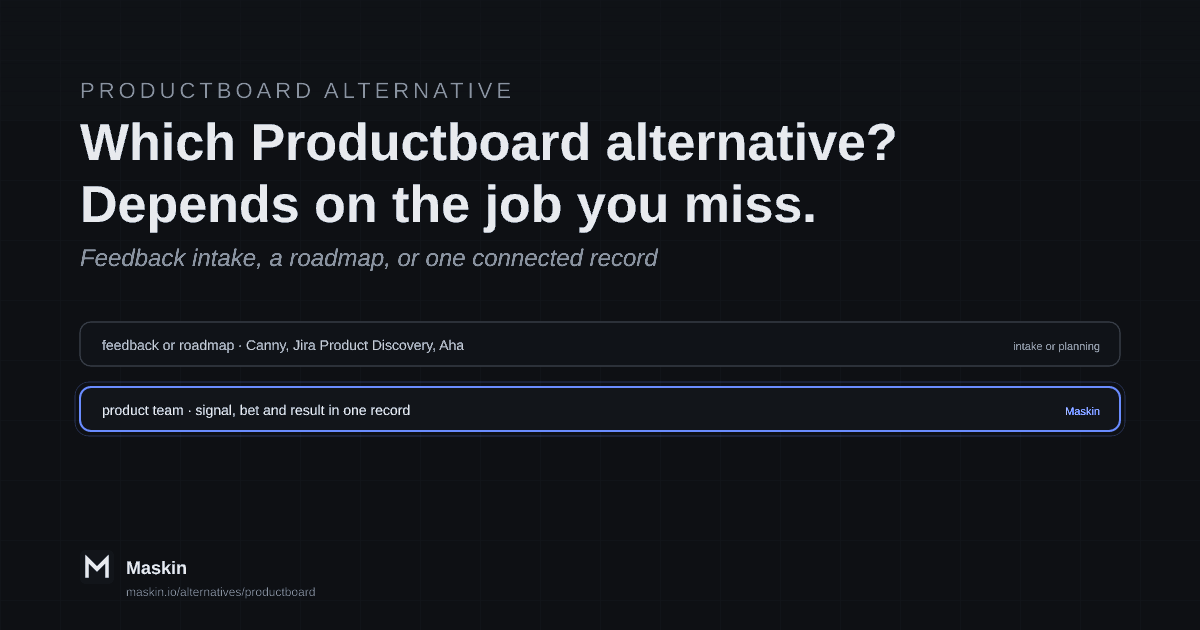 PRODUCTBOARD ALTERNATIVE
Which Productboard alternative?
Depends on the job you miss.
Feedback intake, a roadmap, or one connected record
feedback or roadmap · Canny, Jira Product Discovery, Aha
intake or planning
product team · signal, bet and result in one record
Maskin
Maskin
maskin.io/alternatives/productboard